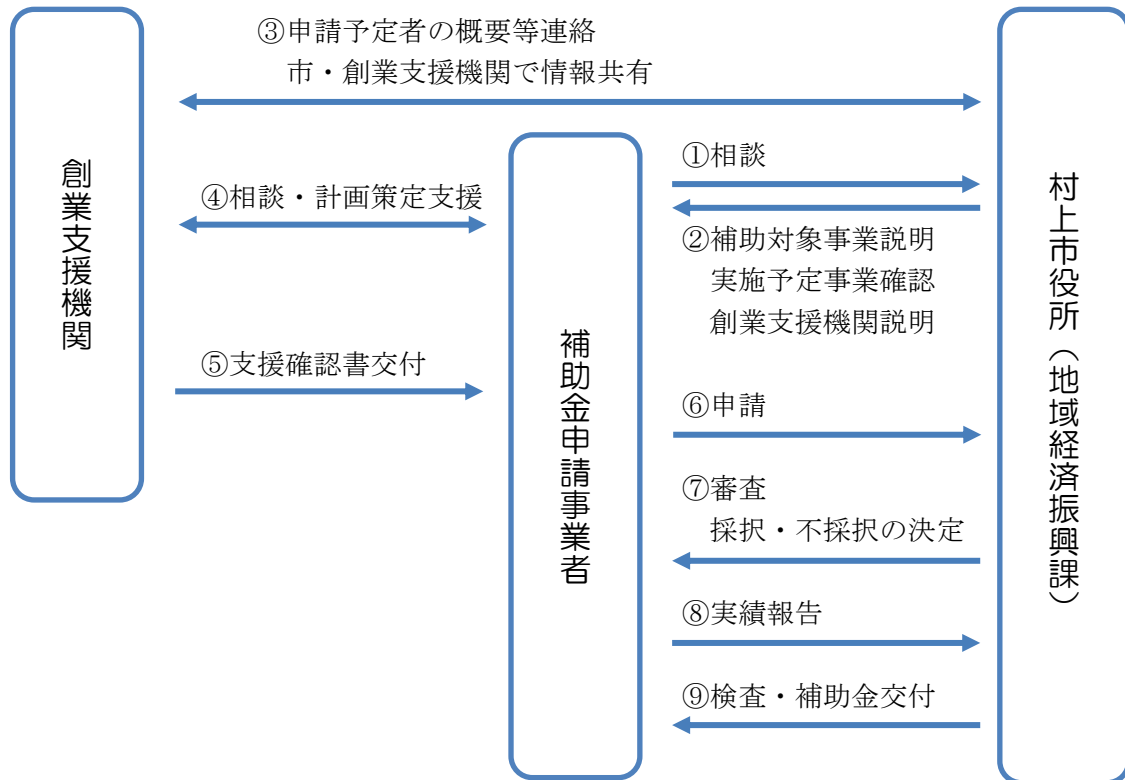 ③申請予定者の概要等連絡
市・創業支援機関で情報共有
創業支援機関
④相談・計画策定支援
⑤支援確認書交付
補助金申請事業者
①相談
②補助対象事業説明
実施予定事業確認
創業支援機関説明
⑥申請
⑦審査
採択・不採択の決定
⑧実績報告
⑨検査・補助金交付
村上市役所（地域経済振興課）